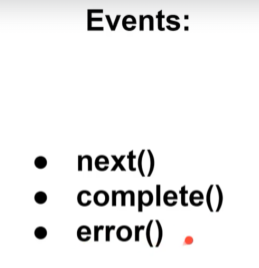 Events:
● next()
● complete()
● error()